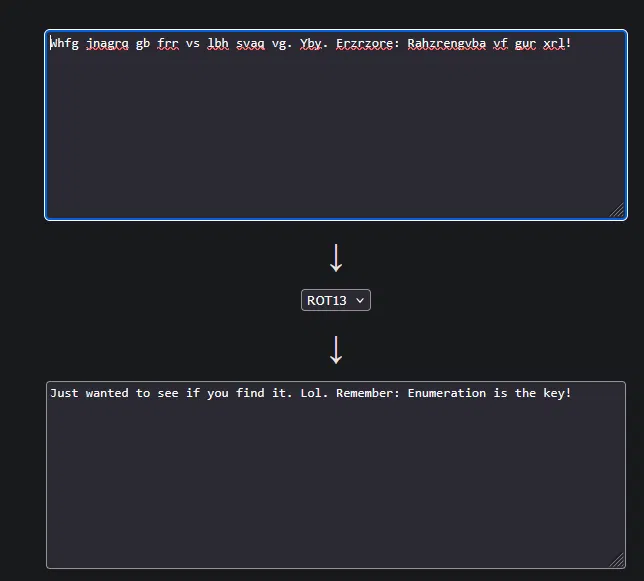 Whfg jnagrq gb frr vs lbh svaq vg. Yby. Erzrzore: Rahzrengvba vf gur xrl!
ROT13
Just wanted to see if you find it. Lol. Remember: Enumeration is the key!